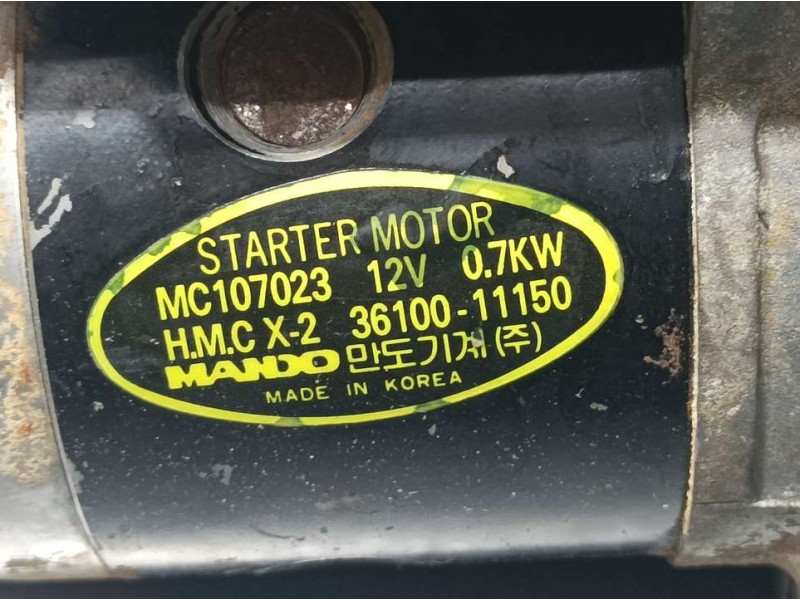 STARTER MOTOR
MC107023 12V 0.7KW
H.M.C X-2 36100-11150
MANDO 만도기계(주)
MADE IN KOREA